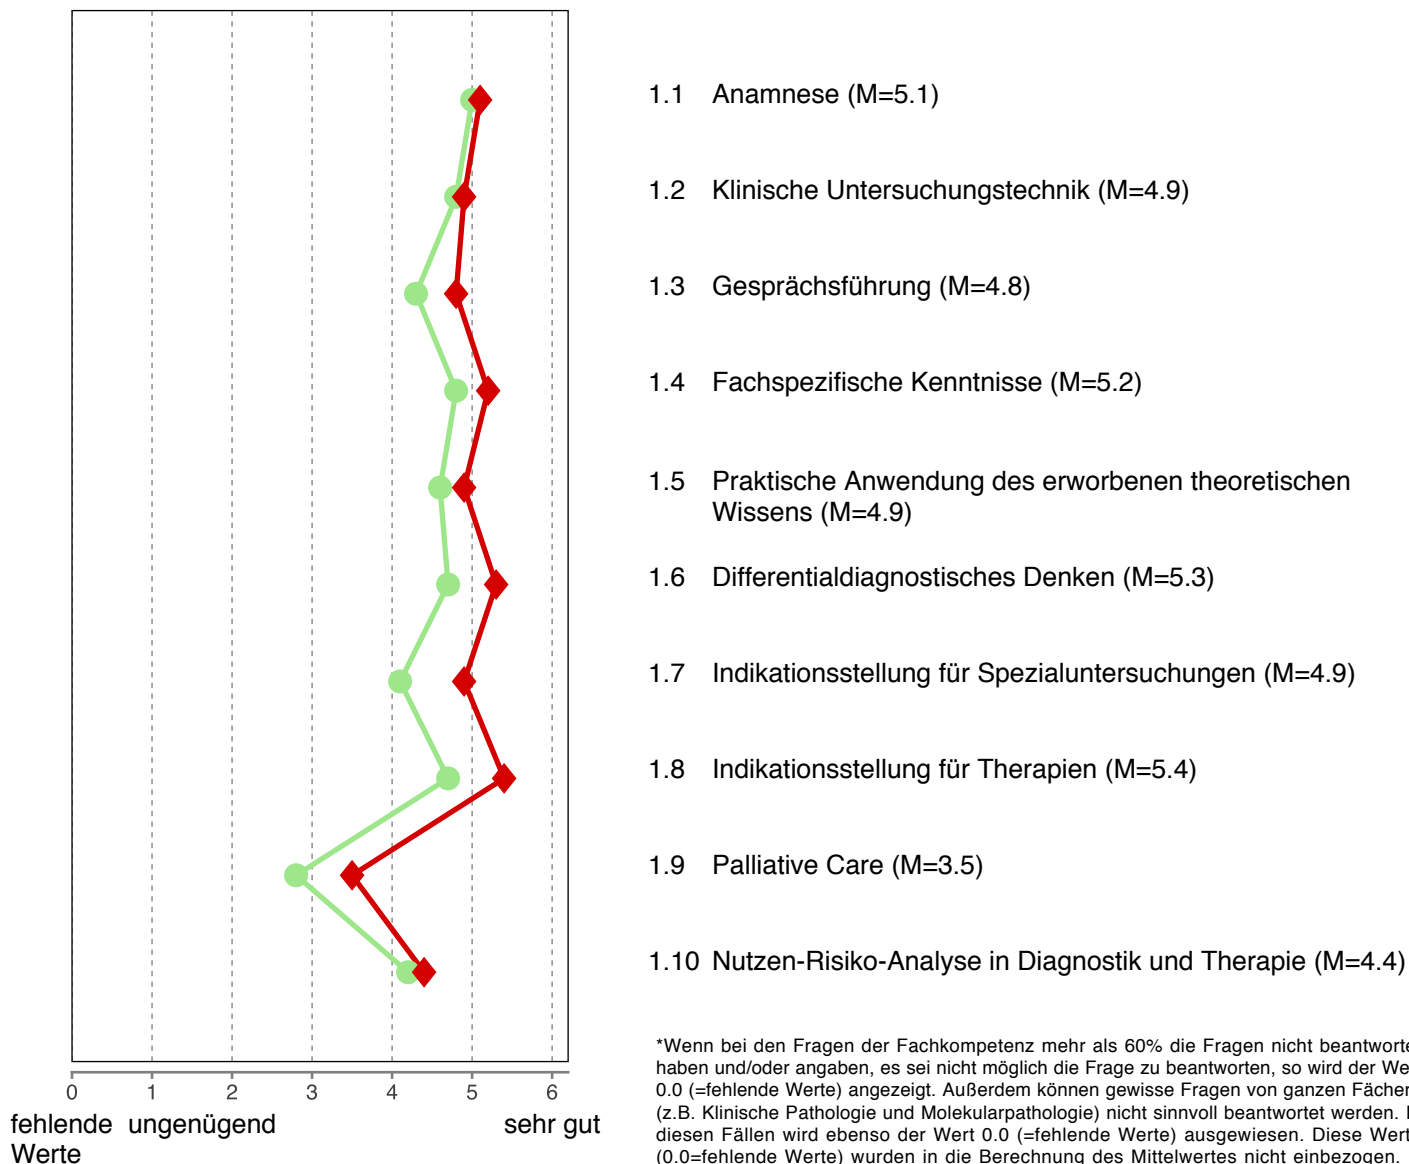 1.1 Anamnese (M=5.1)
1.2 Klinische Untersuchungstechnik (M=4.9)
1.3 Gesprächsführung (M=4.8)
1.4 Fachspezifische Kenntnisse (M=5.2)
1.5 Praktische Anwendung des erworbenen theoretischen
Wissens (M=4.9)
1.6 Differentialdiagnostisches Denken (M=5.3)
1.7 Indikationsstellung für Spezialuntersuchungen (M=4.9)
1.8 Indikationsstellung für Therapien (M=5.4)
1.9 Palliative Care (M=3.5)
1.10 Nutzen-Risiko-Analyse in Diagnostik und Therapie (M=4.4)
0 1 2 3 4 5 6
fehlende ungenügend sehr gut
Werte
*Wenn bei den Fragen der Fachkompetenz mehr als 60% die Fragen nicht beantworte
haben und/oder angaben, es sei nicht möglich die Frage zu beantworten, so wird der We
0.0 (=fehlende Werte) angezeigt. Außerdem können gewisse Fragen von ganzen Fächer
(z.B. Klinische Pathologie und Molekularpathologie) nicht sinnvoll beantwortet werden.
diesen Fällen wird ebenso der Wert 0.0 (=fehlende Werte) ausgewiesen. Diese Wert
(0.0=fehlende Werte) wurden in die Berechnung des Mittelwertes nicht einbezogen.